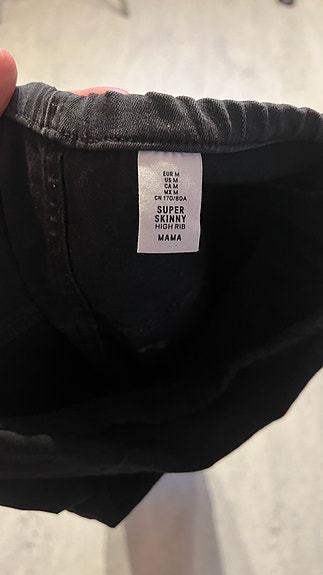 EUR M
US M
CA M
MX M
CN 170/80A
SUPER
SKINNY
HIGH RIB
MAMA